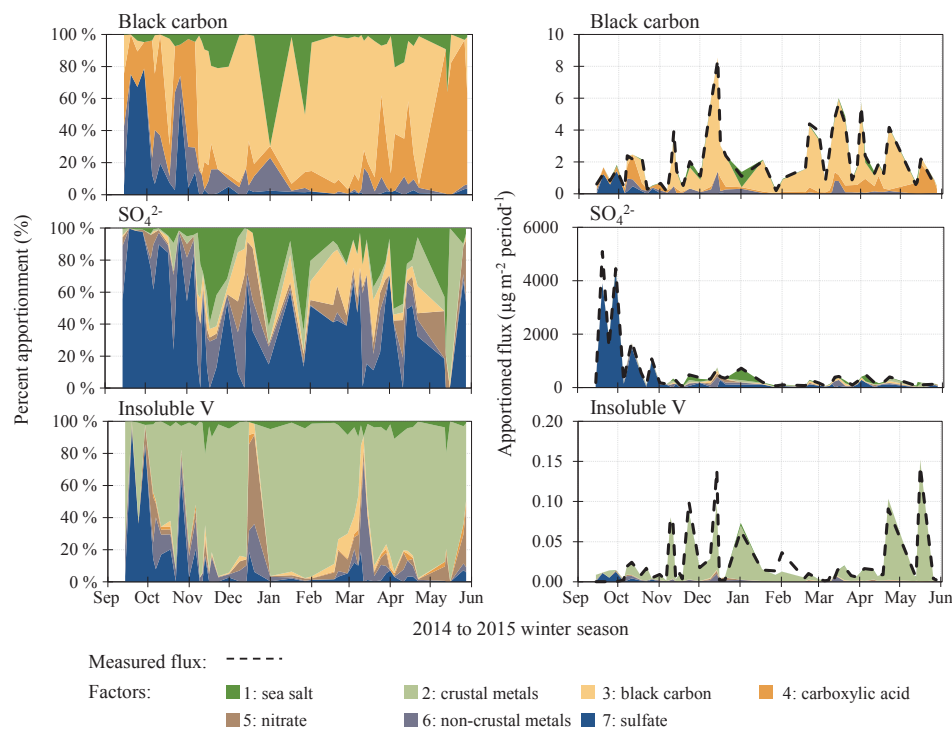 Black carbon
100 %
80 %
60 %
40 %
20 %
0 %
SO₄²⁻
100 %
80 %
60 %
40 %
20 %
0 %
Insoluble V
100 %
80 %
60 %
40 %
20 %
0 %
Sep Oct Nov Dec Jan Feb Mar Apr May Jun
Percent apportionment (%)
Black carbon
10
8
6
4
2
0
SO₄²⁻
6000
4000
2000
0
Insoluble V
0.20
0.15
0.10
0.05
0.00
Sep Oct Nov Dec Jan Feb Mar Apr May Jun
Apportioned flux (µg m⁻² period⁻¹)
2014 to 2015 winter season
Measured flux:
Factors:
1: sea salt 2: crustal metals 3: black carbon 4: carboxylic acid
5: nitrate 6: non-crustal metals 7: sulfate